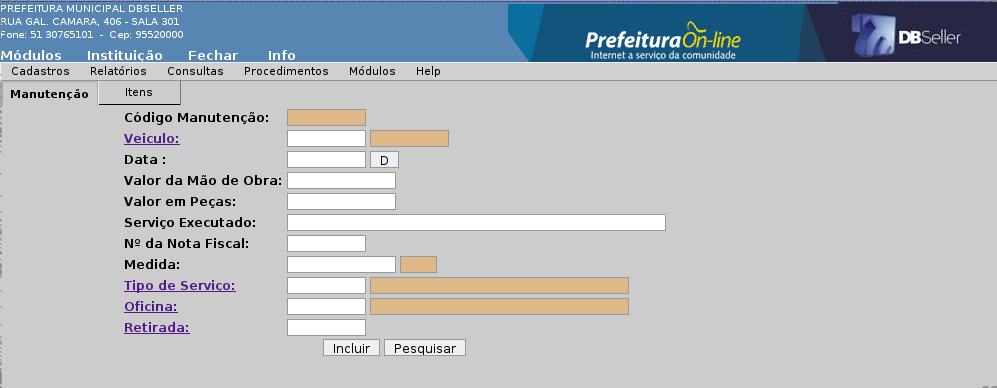 PREFEITURA MUNICIPAL DBSELLER
RUA GAL. CAMARA, 406 - SALA 301
Fone: 51 30765101 - Cep: 95520000
Prefeitura On-line
Internet a serviço da comunidade
DBSeller
Módulos Instituição Fechar Info
Cadastros Relatórios Consultas Procedimentos Módulos Help
Manutenção Itens
Código Manutenção:
Veiculo:
Data : D
Valor da Mão de Obra:
Valor em Peças:
Serviço Executado:
Nº da Nota Fiscal:
Medida:
Tipo de Serviço:
Oficina:
Retirada:
Incluir Pesquisar